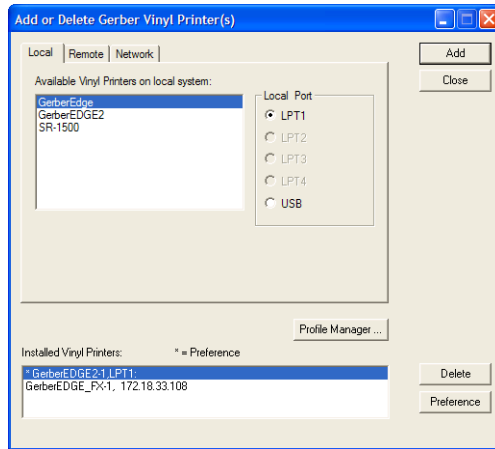 Add or Delete Gerber Vinyl Printer(s)
Local Remote Network
Add
Close
Available Vinyl Printers on local system:
GerberEdge
GerberEDGE2
SR-1500
Local Port
LPT1
LPT2
LPT3
LPT4
USB
Profile Manager ...
Installed Vinyl Printers: * = Preference
* GerberEDGE2-1,LPT1:
GerberEDGE_FX-1, 172.18.33.108
Delete
Preference